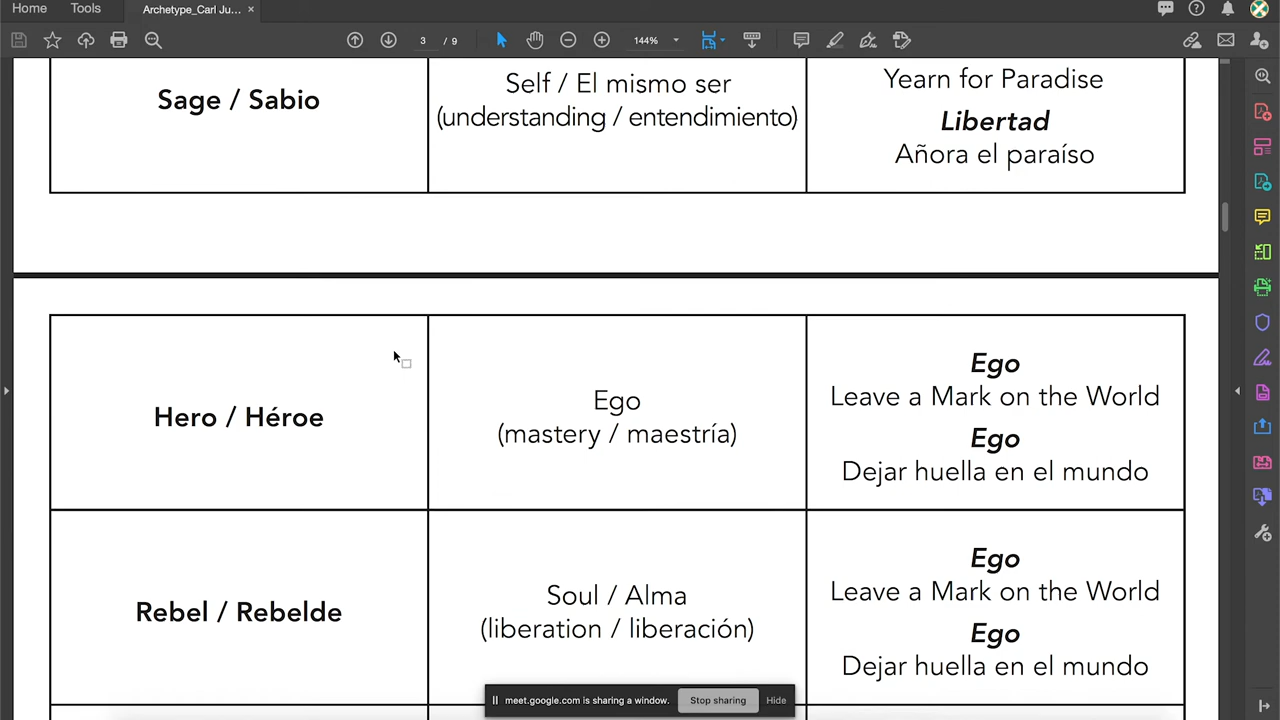 Home
Tools
Archetype_Carl Ju...
3 / 9
144%
Sage / Sabio
Self / El mismo ser
(understanding / entendimiento)
Yearn for Paradise
Libertad
Añora el paraíso
Hero / Héroe
Ego
(mastery / maestría)
Ego
Leave a Mark on the World
Ego
Dejar huella en el mundo
Rebel / Rebelde
Soul / Alma
(liberation / liberación)
Ego
Leave a Mark on the World
Ego
Dejar huella en el mundo
meet.google.com is sharing a window.
Stop sharing
Hide